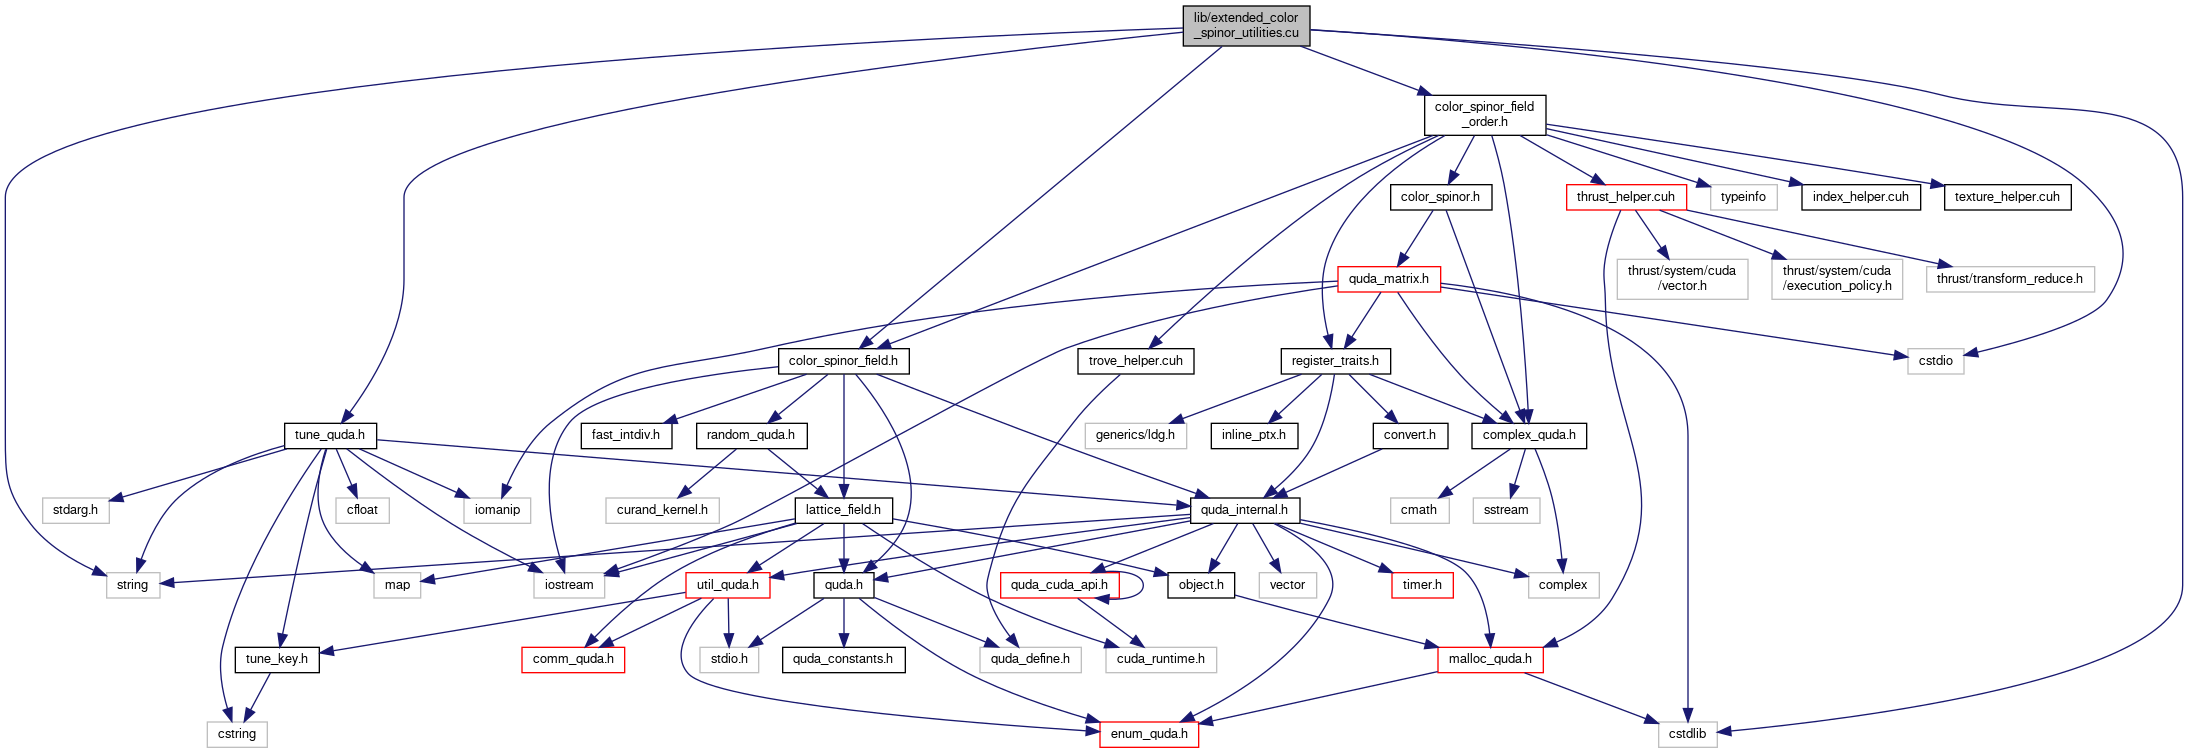 lib/extended_color
_spinor_utilities.cu
color_spinor_field
_order.h
color_spinor.h
thrust_helper.cuh
typeinfo
index_helper.cuh
texture_helper.cuh
quda_matrix.h
thrust/system/cuda
/vector.h
thrust/system/cuda
/execution_policy.h
thrust/transform_reduce.h
color_spinor_field.h
trove_helper.cuh
register_traits.h
cstdio
tune_quda.h
fast_intdiv.h
random_quda.h
generics/ldg.h
inline_ptx.h
convert.h
complex_quda.h
stdarg.h
cfloat
iomanip
curand_kernel.h
lattice_field.h
quda_internal.h
cmath
sstream
string
map
iostream
util_quda.h
quda.h
quda_cuda_api.h
object.h
vector
timer.h
complex
tune_key.h
comm_quda.h
stdio.h
quda_constants.h
quda_define.h
cuda_runtime.h
malloc_quda.h
cstring
enum_quda.h
cstdlib